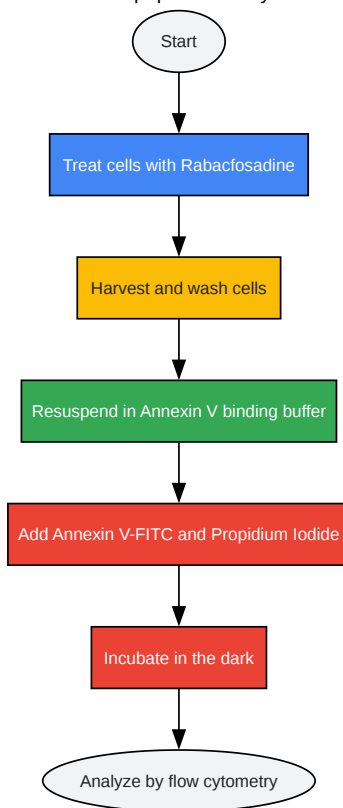 Start
Treat cells with Rabacfosadine
Harvest and wash cells
Resuspend in Annexin V binding buffer
Add Annexin V-FITC and Propidium Iodide
Incubate in the dark
Analyze by flow cytometry